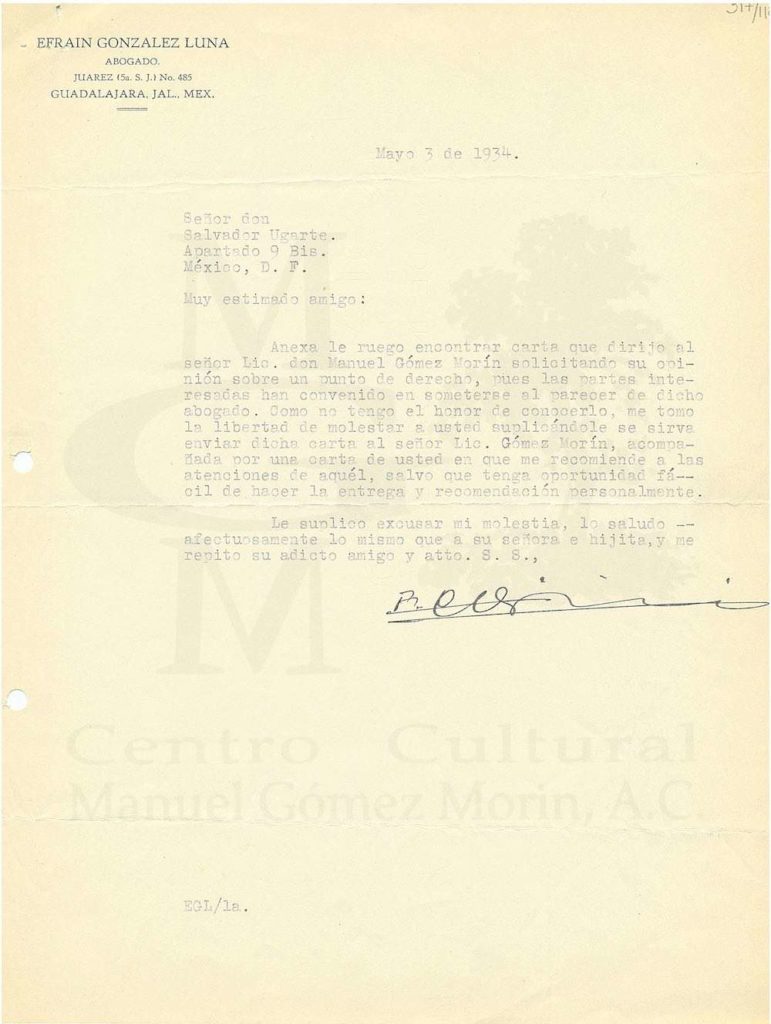 EFRAIN GONZALEZ LUNA
ABOGADO.
JUAREZ (5a. S. J.) No. 485
GUADALAJARA, JAL., MEX.
Mayo 3 de 1934.
Señor don
Salvador Ugarte.
Apartado 9 Bis.
México, D. F.
Muy estimado amigo:
Anexa le ruego encontrar carta que dirijo al
señor Lic. don Manuel Gómez Morín solicitando su opi-
nión sobre un punto de derecho, pues las partes inte-
resadas han convenido en someterse al parecer de dicho
abogado. Como no tengo el honor de conocerlo, me tomo
la libertad de molestar a usted suplicándole se sirva
enviar dicha carta al señor Lic. Gómez Morín, acompa-
ñada por una carta de usted en que me recomiende a las
atenciones de aquél, salvo que tenga oportunidad fá--
cil de hacer la entrega y recomendación personalmente.
Le suplico excusar mi molestia, lo saludo --
afectuosamente lo mismo que a su señora e hijita,y me
repito su adicto amigo y atto. S. S.,
Centro Cultural
Manuel Gómez Morin, A.C.
EGL/la.